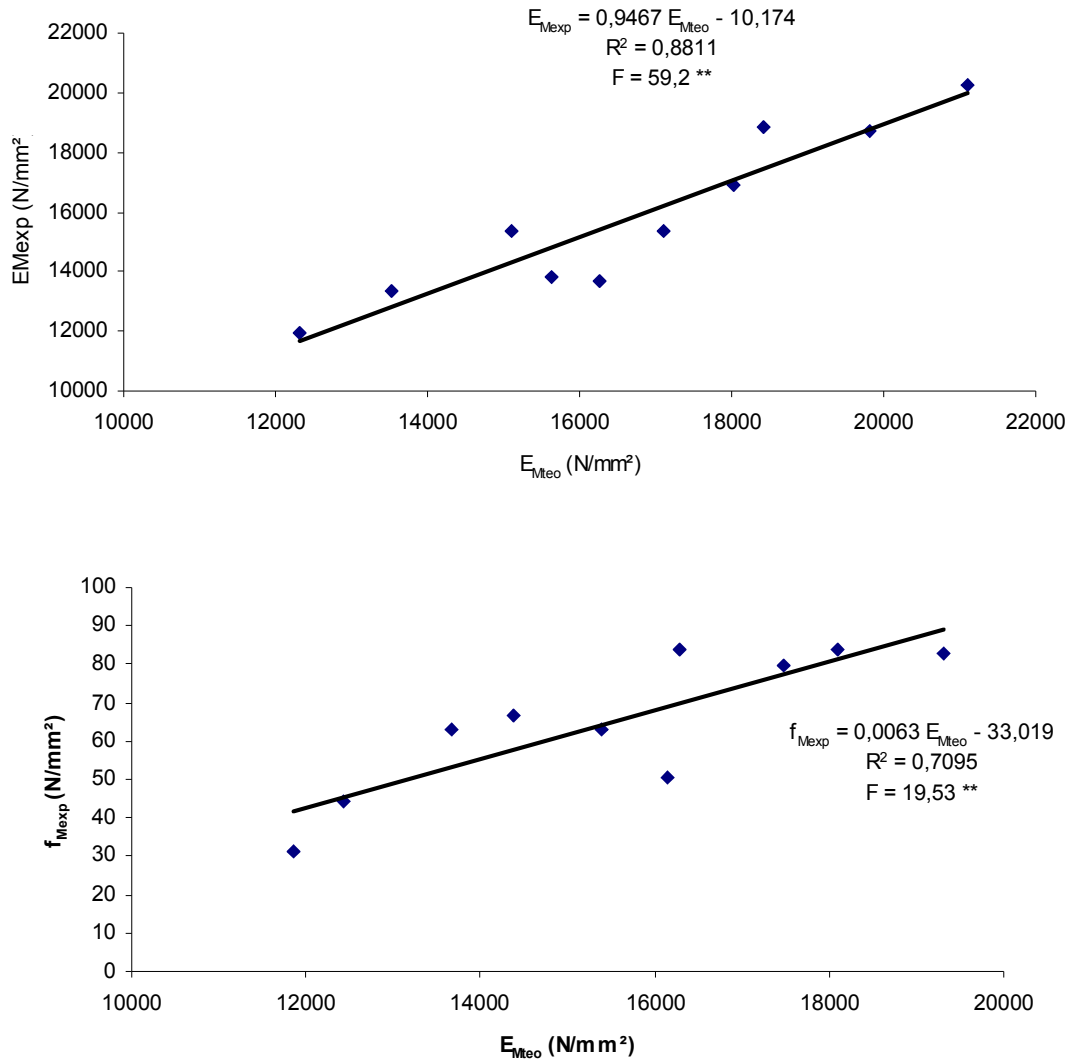 E_Mexp = 0,9467 E_Mteo - 10,174
R² = 0,8811
F = 59,2 **
22000
20000
18000
16000
14000
12000
10000
EMexp (N/mm²)
10000 12000 14000 16000 18000 20000 22000
E_Mteo (N/mm²)
100
90
80
70
60
50
40
30
20
10
0
f_Mexp (N/mm²)
f_Mexp = 0,0063 E_Mteo - 33,019
R² = 0,7095
F = 19,53 **
10000 12000 14000 16000 18000 20000
E_Mteo (N/mm²)